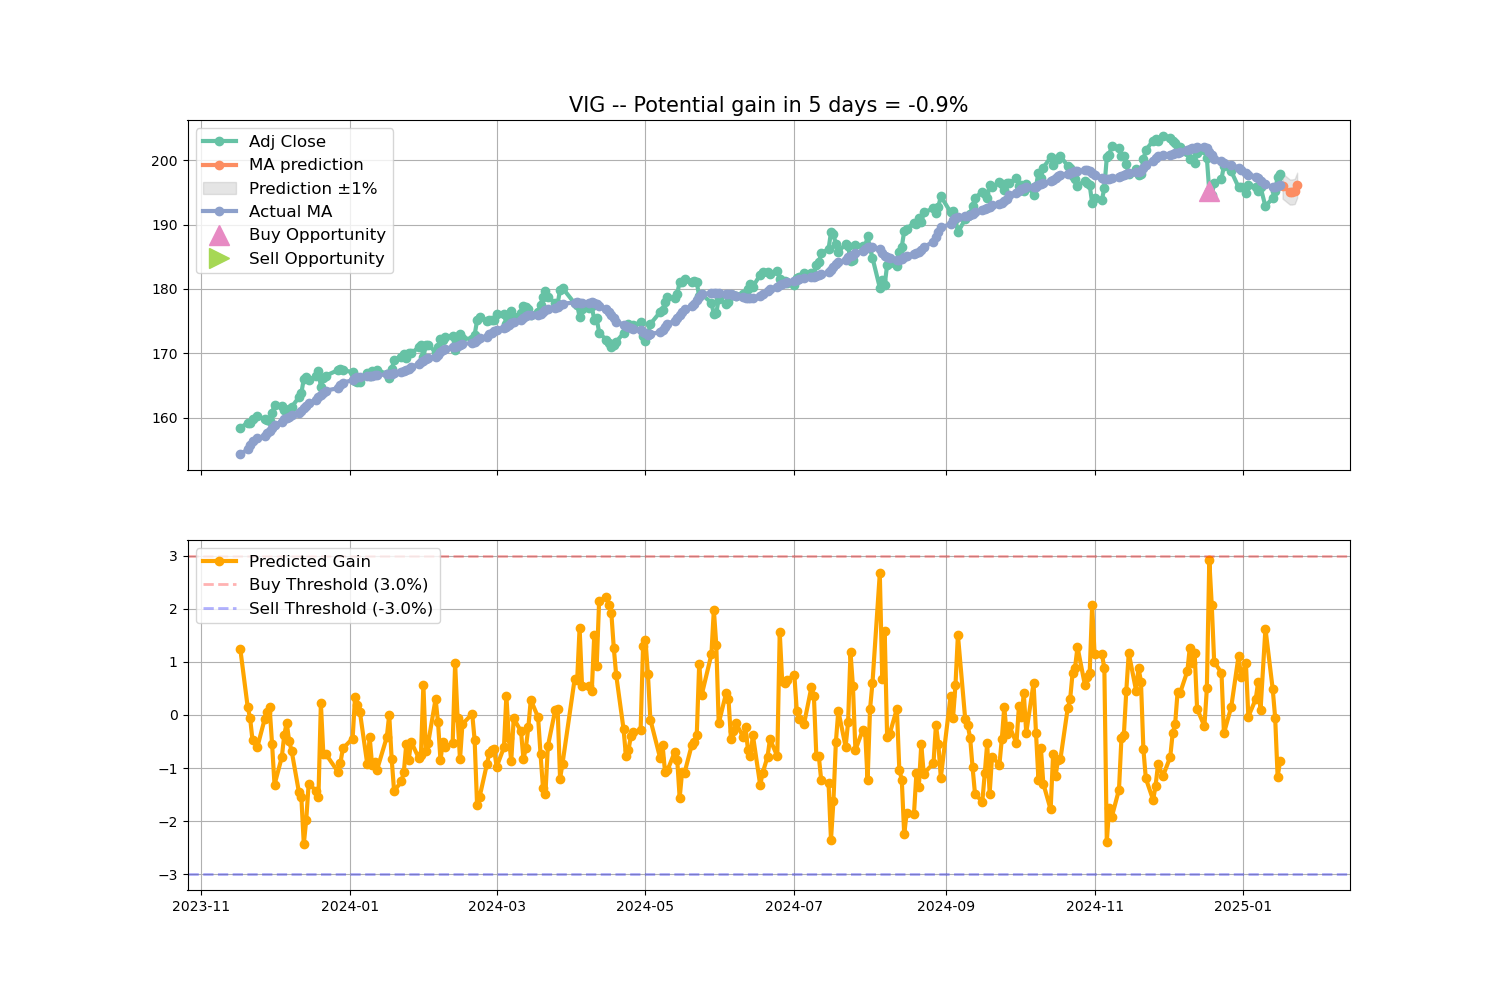 VIG -- Potential gain in 5 days = -0.9%
Adj Close
MA prediction
Prediction ±1%
Actual MA
Buy Opportunity
Sell Opportunity
200
190
180
170
160
Predicted Gain
Buy Threshold (3.0%)
Sell Threshold (-3.0%)
3
2
1
0
−1
−2
−3
2023-11 2024-01 2024-03 2024-05 2024-07 2024-09 2024-11 2025-01